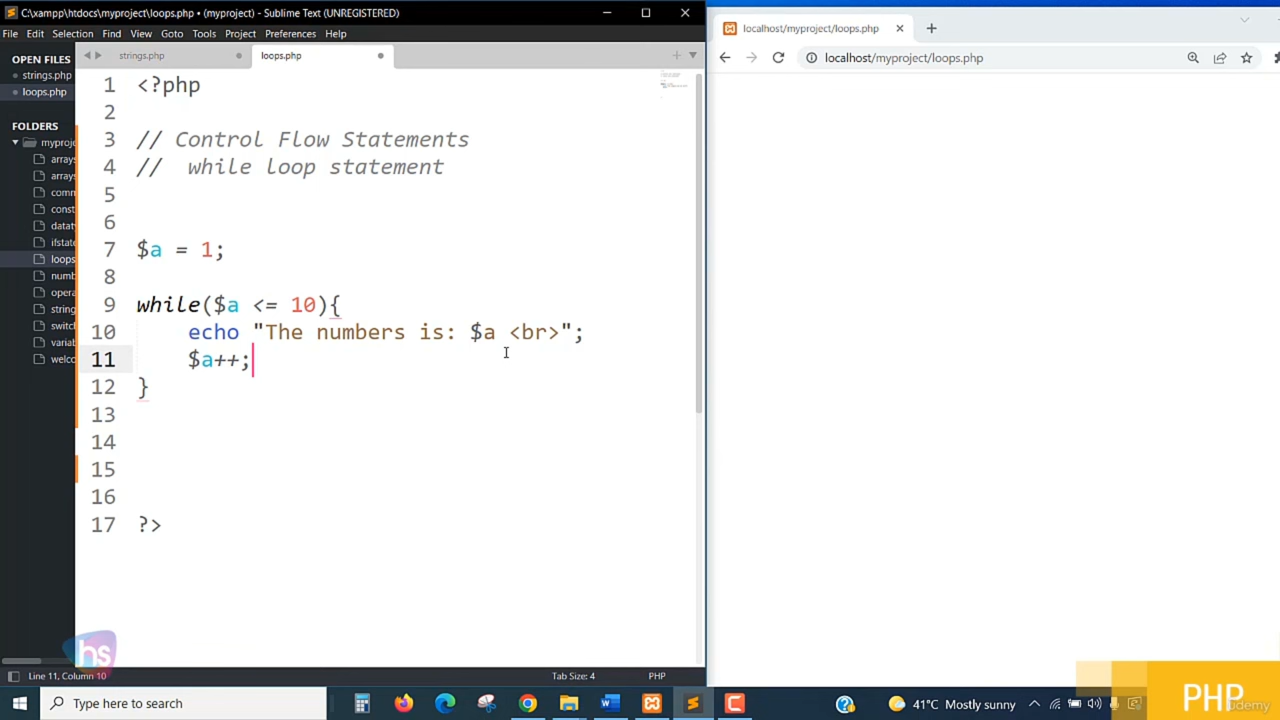 C:\xampp\htdocs\myproject\loops.php • (myproject) - Sublime Text (UNREGISTERED)
File Edit Selection Find View Goto Tools Project Preferences Help
OPEN FILES
strings.php
loops.php
FOLDERS
myproje
arrays
arrays
comm
const
datat
ifstate
loops
numb
opera
string
switc
varial
welco
strings.php
loops.php
1 <?php
2
3 // Control Flow Statements
4 //  while loop statement
5
6
7 $a = 1;
8
9 while($a <= 10){
10     echo "The numbers is: $a <br>";
11     $a++;
12 }
13
14
15
16
17 ?>
hs
Line 11, Column 10
Tab Size: 4
PHP
localhost/myproject/loops.php
localhost/myproject/loops.php
Type here to search
41°C Mostly sunny
PHP
Udemy